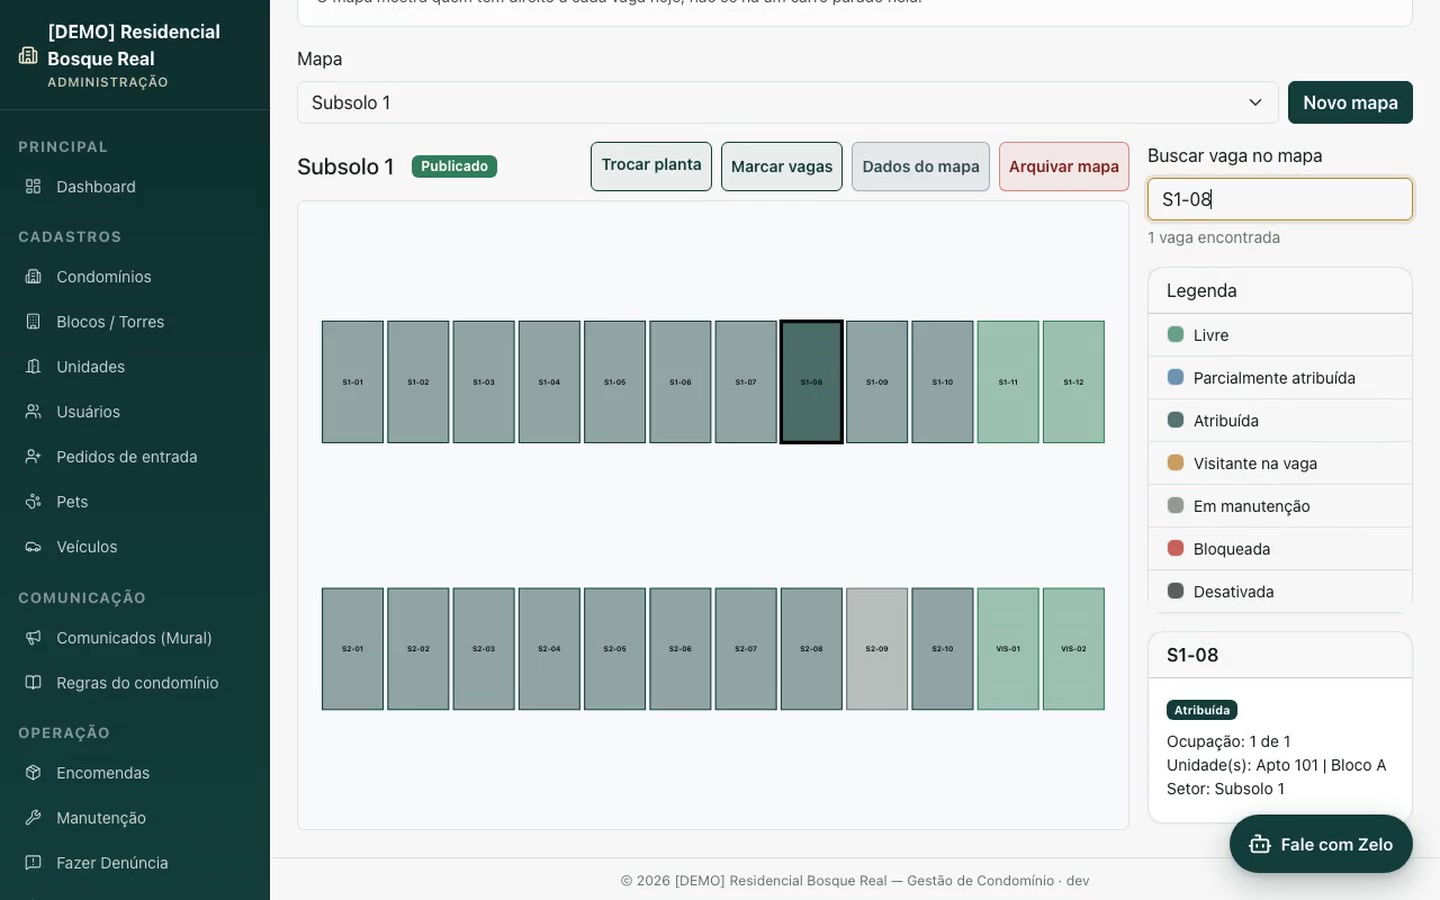 [DEMO] Residencial
Bosque Real
ADMINISTRAÇÃO
PRINCIPAL
Dashboard
CADASTROS
Condomínios
Blocos / Torres
Unidades
Usuários
Pedidos de entrada
Pets
Veículos
COMUNICAÇÃO
Comunicados (Mural)
Regras do condomínio
OPERAÇÃO
Encomendas
Manutenção
Fazer Denúncia
Mapa
Subsolo 1
Novo mapa
Subsolo 1 Publicado
Trocar planta
Marcar vagas
Dados do mapa
Arquivar mapa
S1-01 S1-02 S1-03 S1-04 S1-05 S1-06 S1-07 S1-08 S1-09 S1-10 S1-11 S1-12
S2-01 S2-02 S2-03 S2-04 S2-05 S2-06 S2-07 S2-08 S2-09 S2-10 VIS-01 VIS-02
Buscar vaga no mapa
S1-08
1 vaga encontrada
Legenda
Livre
Parcialmente atribuída
Atribuída
Visitante na vaga
Em manutenção
Bloqueada
Desativada
S1-08
Atribuída
Ocupação: 1 de 1
Unidade(s): Apto 101 | Bloco A
Setor: Subsolo 1
Fale com Zelo
© 2026 [DEMO] Residencial Bosque Real — Gestão de Condomínio · dev